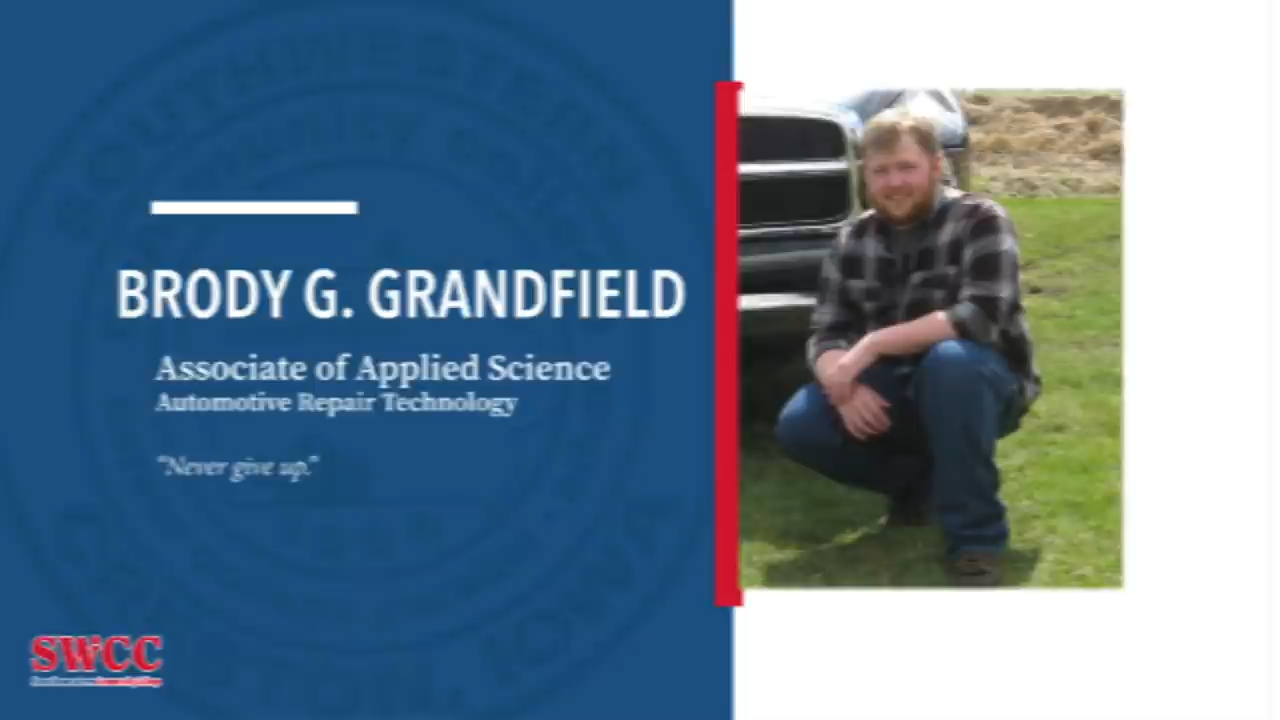 BRODY G. GRANDFIELD
Associate of Applied Science
Automotive Repair Technology
"Never give up."
SWCC